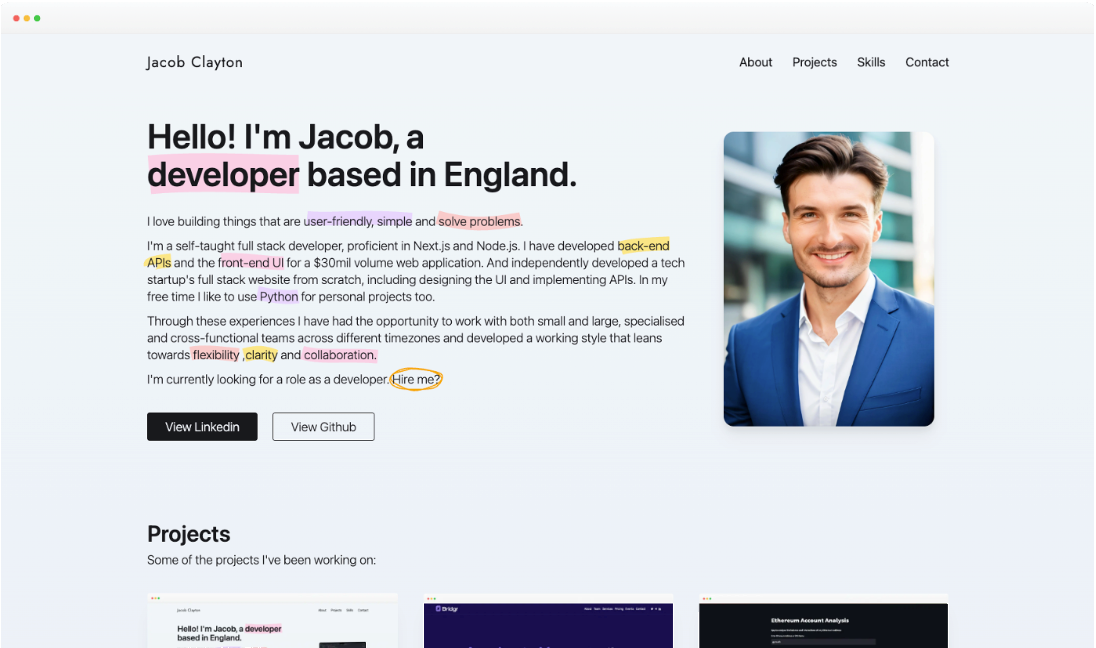 Jacob Clayton
About Projects Skills Contact
Hello! I'm Jacob, a
developer based in England.
I love building things that are user-friendly, simple and solve problems.
I'm a self-taught full stack developer, proficient in Next.js and Node.js. I have developed back-end
APIs and the front-end UI for a $30mil volume web application. And independently developed a tech
startup's full stack website from scratch, including designing the UI and implementing APIs. In my
free time I like to use Python for personal projects too.
Through these experiences I have had the opportunity to work with both small and large, specialised
and cross-functional teams across different timezones and developed a working style that leans
towards flexibility ,clarity and collaboration.
I'm currently looking for a role as a developer. Hire me?
View Linkedin View Github
Projects
Some of the projects I've been working on:
Jacob Clayton About Projects Skills Contact
Hello! I'm Jacob, a developer
based in England.
Bridgr
Ethereum Account Analysis